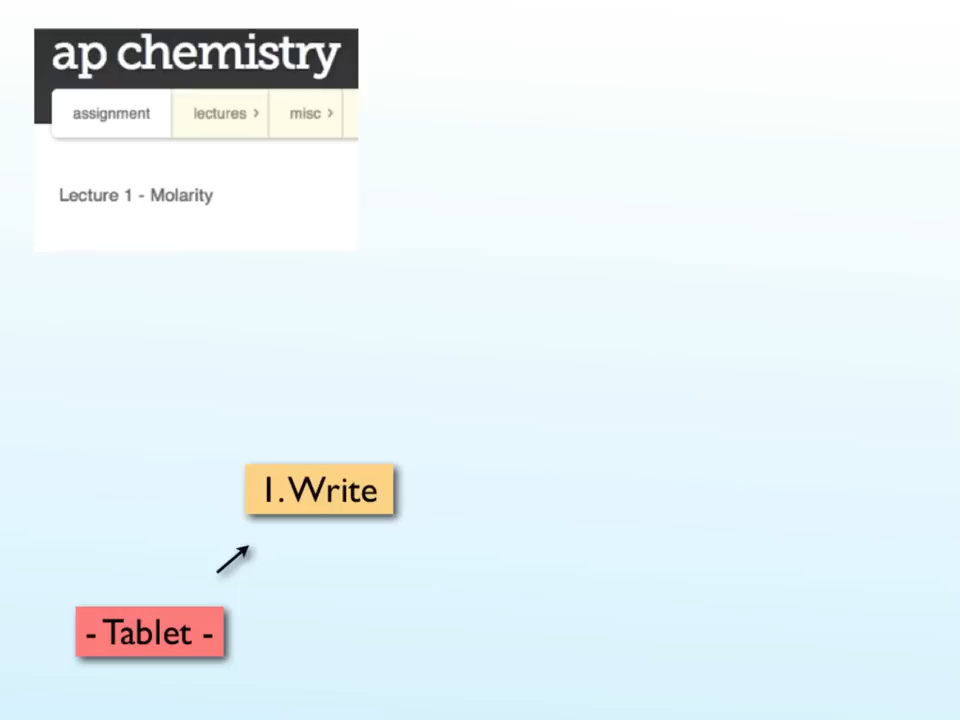 ap chemistry
assignment lectures › misc ›
Lecture 1 - Molarity
1. Write
- Tablet -